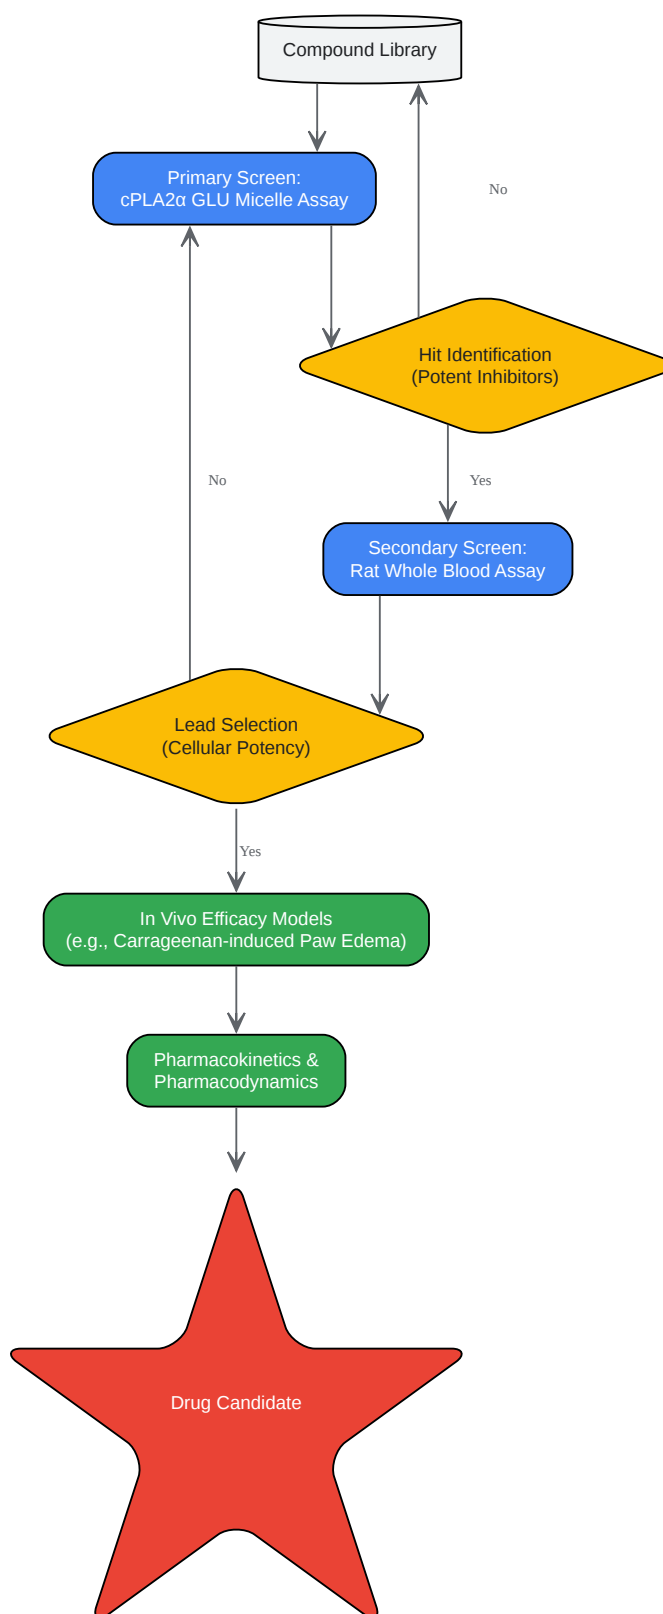 Compound Library
Primary Screen:
cPLA2α GLU Micelle Assay
No
Hit Identification
(Potent Inhibitors)
No
Yes
Secondary Screen:
Rat Whole Blood Assay
Lead Selection
(Cellular Potency)
Yes
In Vivo Efficacy Models
(e.g., Carrageenan-induced Paw Edema)
Pharmacokinetics &
Pharmacodynamics
Drug Candidate